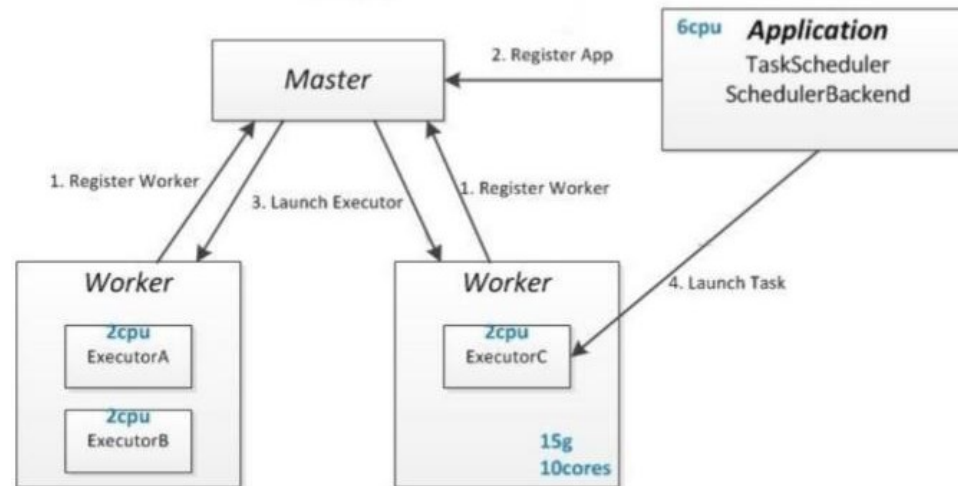 6cpu
Application
TaskScheduler
SchedulerBackend
2. Register App
Master
1. Register Worker
3. Launch Executor
1. Register Worker
4. Launch Task
Worker
2cpu
ExecutorA
2cpu
ExecutorB
Worker
2cpu
ExecutorC
15g
10cores